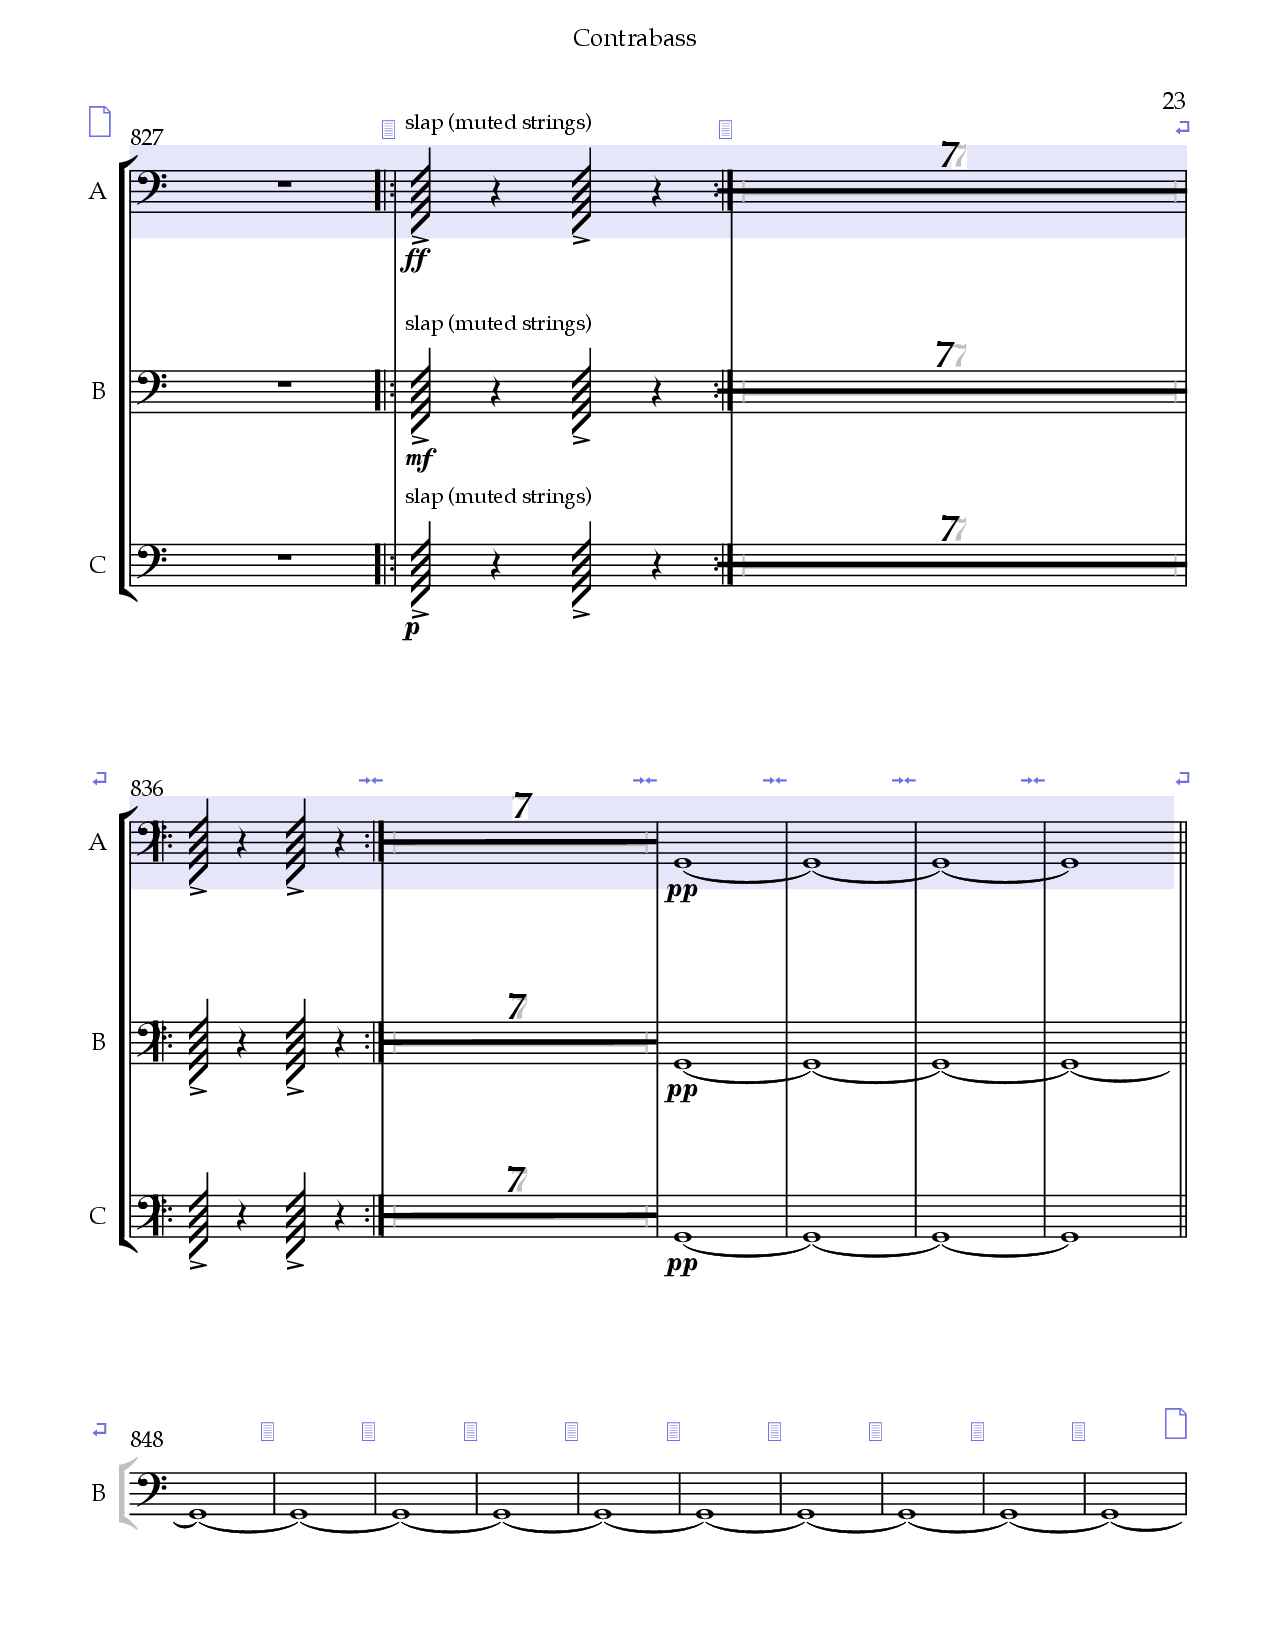 Contrabass
23
827
slap (muted strings)
7
A
ff
slap (muted strings)
7
B
mf
slap (muted strings)
7
C
p
836
7
A
pp
7
B
pp
7
C
pp
848
B